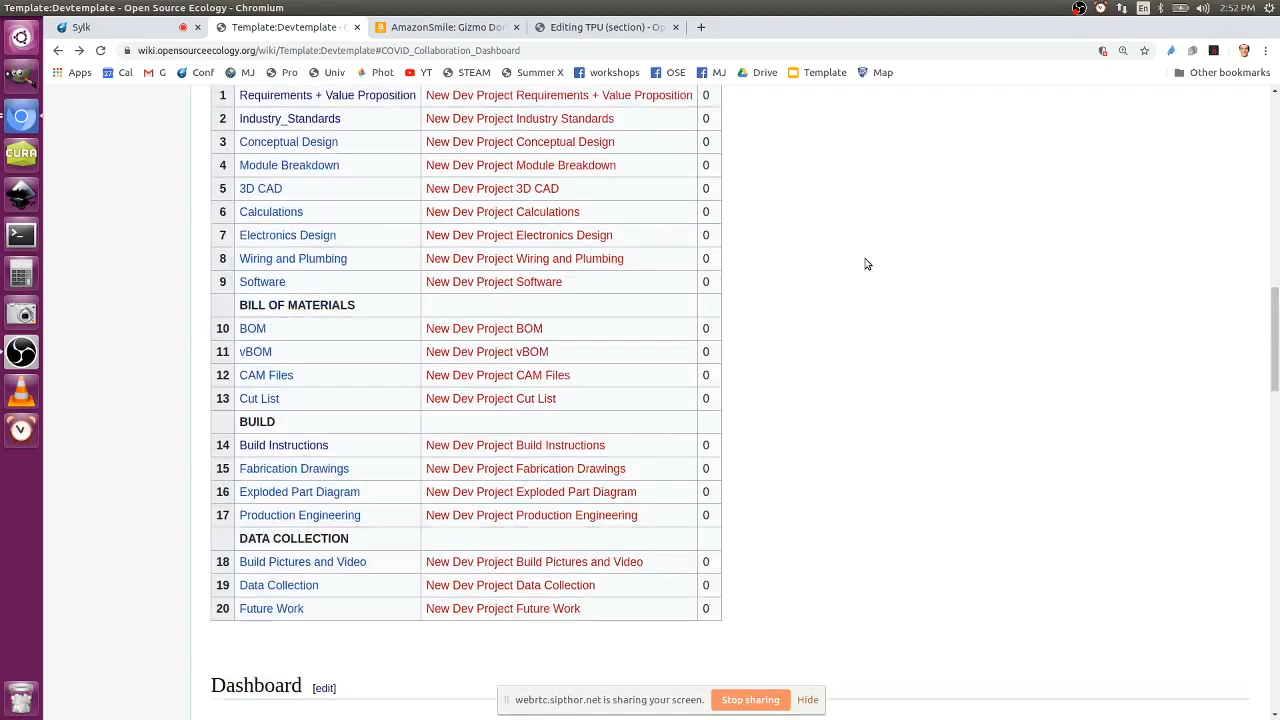 Template:Devtemplate - Open Source Ecology - Chromium
En
2:52 PM
Sylk
Template:Devtemplate - O
AmazonSmile: Gizmo Dor
Editing TPU (section) - Op
wiki.opensourceecology.org/wiki/Template:Devtemplate#COVID_Collaboration_Dashboard
Apps
27 Cal
M G
Conf
MJ
Pro
Univ
Phot
YT
STEAM
Summer X
workshops
OSE
MJ
Drive
Template
Map
Other bookmarks
1 Requirements + Value Proposition New Dev Project Requirements + Value Proposition 0
2 Industry_Standards New Dev Project Industry Standards 0
3 Conceptual Design New Dev Project Conceptual Design 0
4 Module Breakdown New Dev Project Module Breakdown 0
5 3D CAD New Dev Project 3D CAD 0
6 Calculations New Dev Project Calculations 0
7 Electronics Design New Dev Project Electronics Design 0
8 Wiring and Plumbing New Dev Project Wiring and Plumbing 0
9 Software New Dev Project Software 0
BILL OF MATERIALS
10 BOM New Dev Project BOM 0
11 vBOM New Dev Project vBOM 0
12 CAM Files New Dev Project CAM Files 0
13 Cut List New Dev Project Cut List 0
BUILD
14 Build Instructions New Dev Project Build Instructions 0
15 Fabrication Drawings New Dev Project Fabrication Drawings 0
16 Exploded Part Diagram New Dev Project Exploded Part Diagram 0
17 Production Engineering New Dev Project Production Engineering 0
DATA COLLECTION
18 Build Pictures and Video New Dev Project Build Pictures and Video 0
19 Data Collection New Dev Project Data Collection 0
20 Future Work New Dev Project Future Work 0
Dashboard [edit]
webrtc.sipthor.net is sharing your screen. Stop sharing Hide
CURA